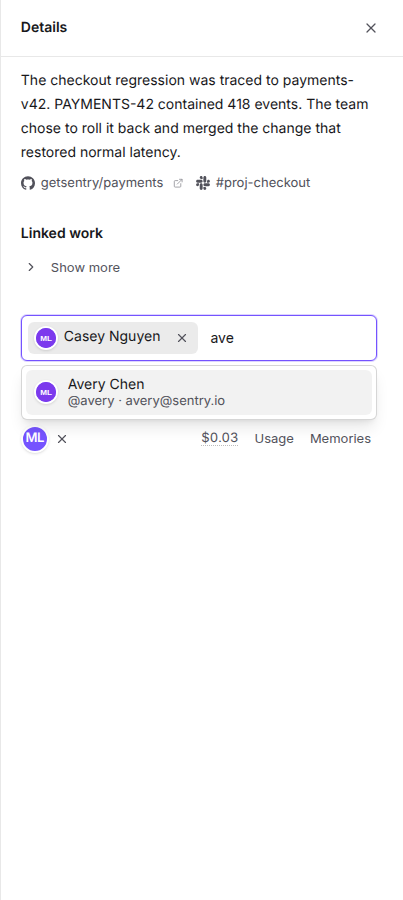 Details
The checkout regression was traced to payments-
v42. PAYMENTS-42 contained 418 events. The team
chose to roll it back and merged the change that
restored normal latency.
getsentry/payments #proj-checkout
Linked work
Show more
ML Casey Nguyen ave
ML Avery Chen
@avery · avery@sentry.io
ML $0.03 Usage Memories